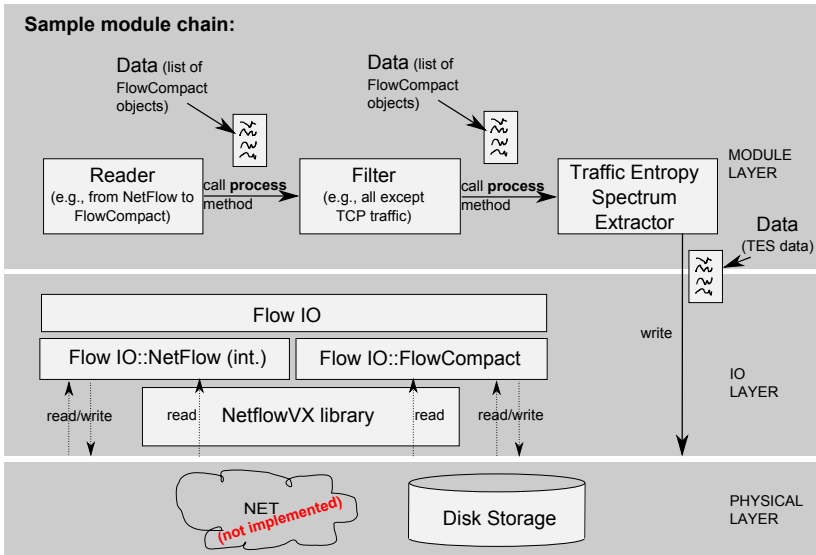 Sample module chain:
Data (list of
FlowCompact
objects)
Data (list of
FlowCompact
objects)
Reader
(e.g., from NetFlow to
FlowCompact)
call process
method
Filter
(e.g., all except
TCP traffic)
call process
method
Traffic Entropy
Spectrum
Extractor
MODULE
LAYER
Data
(TES data)
Flow IO
write
Flow IO::NetFlow (int.)
Flow IO::FlowCompact
IO
LAYER
read/write
read
NetflowVX library
read
read/write
NET
(not implemented)
Disk Storage
PHYSICAL
LAYER